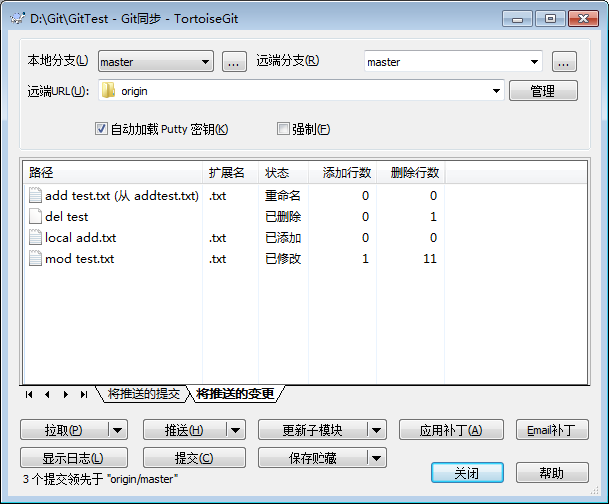 D:\Git\GitTest - Git同步 - TortoiseGit
本地分支(L) master ... 远端分支(R) master ...
远端URL(U): origin 管理
自动加载 Putty 密钥(K) 强制(F)
路径 扩展名 状态 添加行数 删除行数
add test.txt (从 addtest.txt) .txt 重命名 0 0
del test 已删除 0 1
local add.txt .txt 已添加 0 0
mod test.txt .txt 已修改 1 11
将推送的提交 将推送的变更
拉取(P) 推送(H) 更新子模块 应用补丁(A) Email补丁
显示日志(L) 提交(C) 保存贮藏
3 个提交领先于 "origin/master" 关闭 帮助